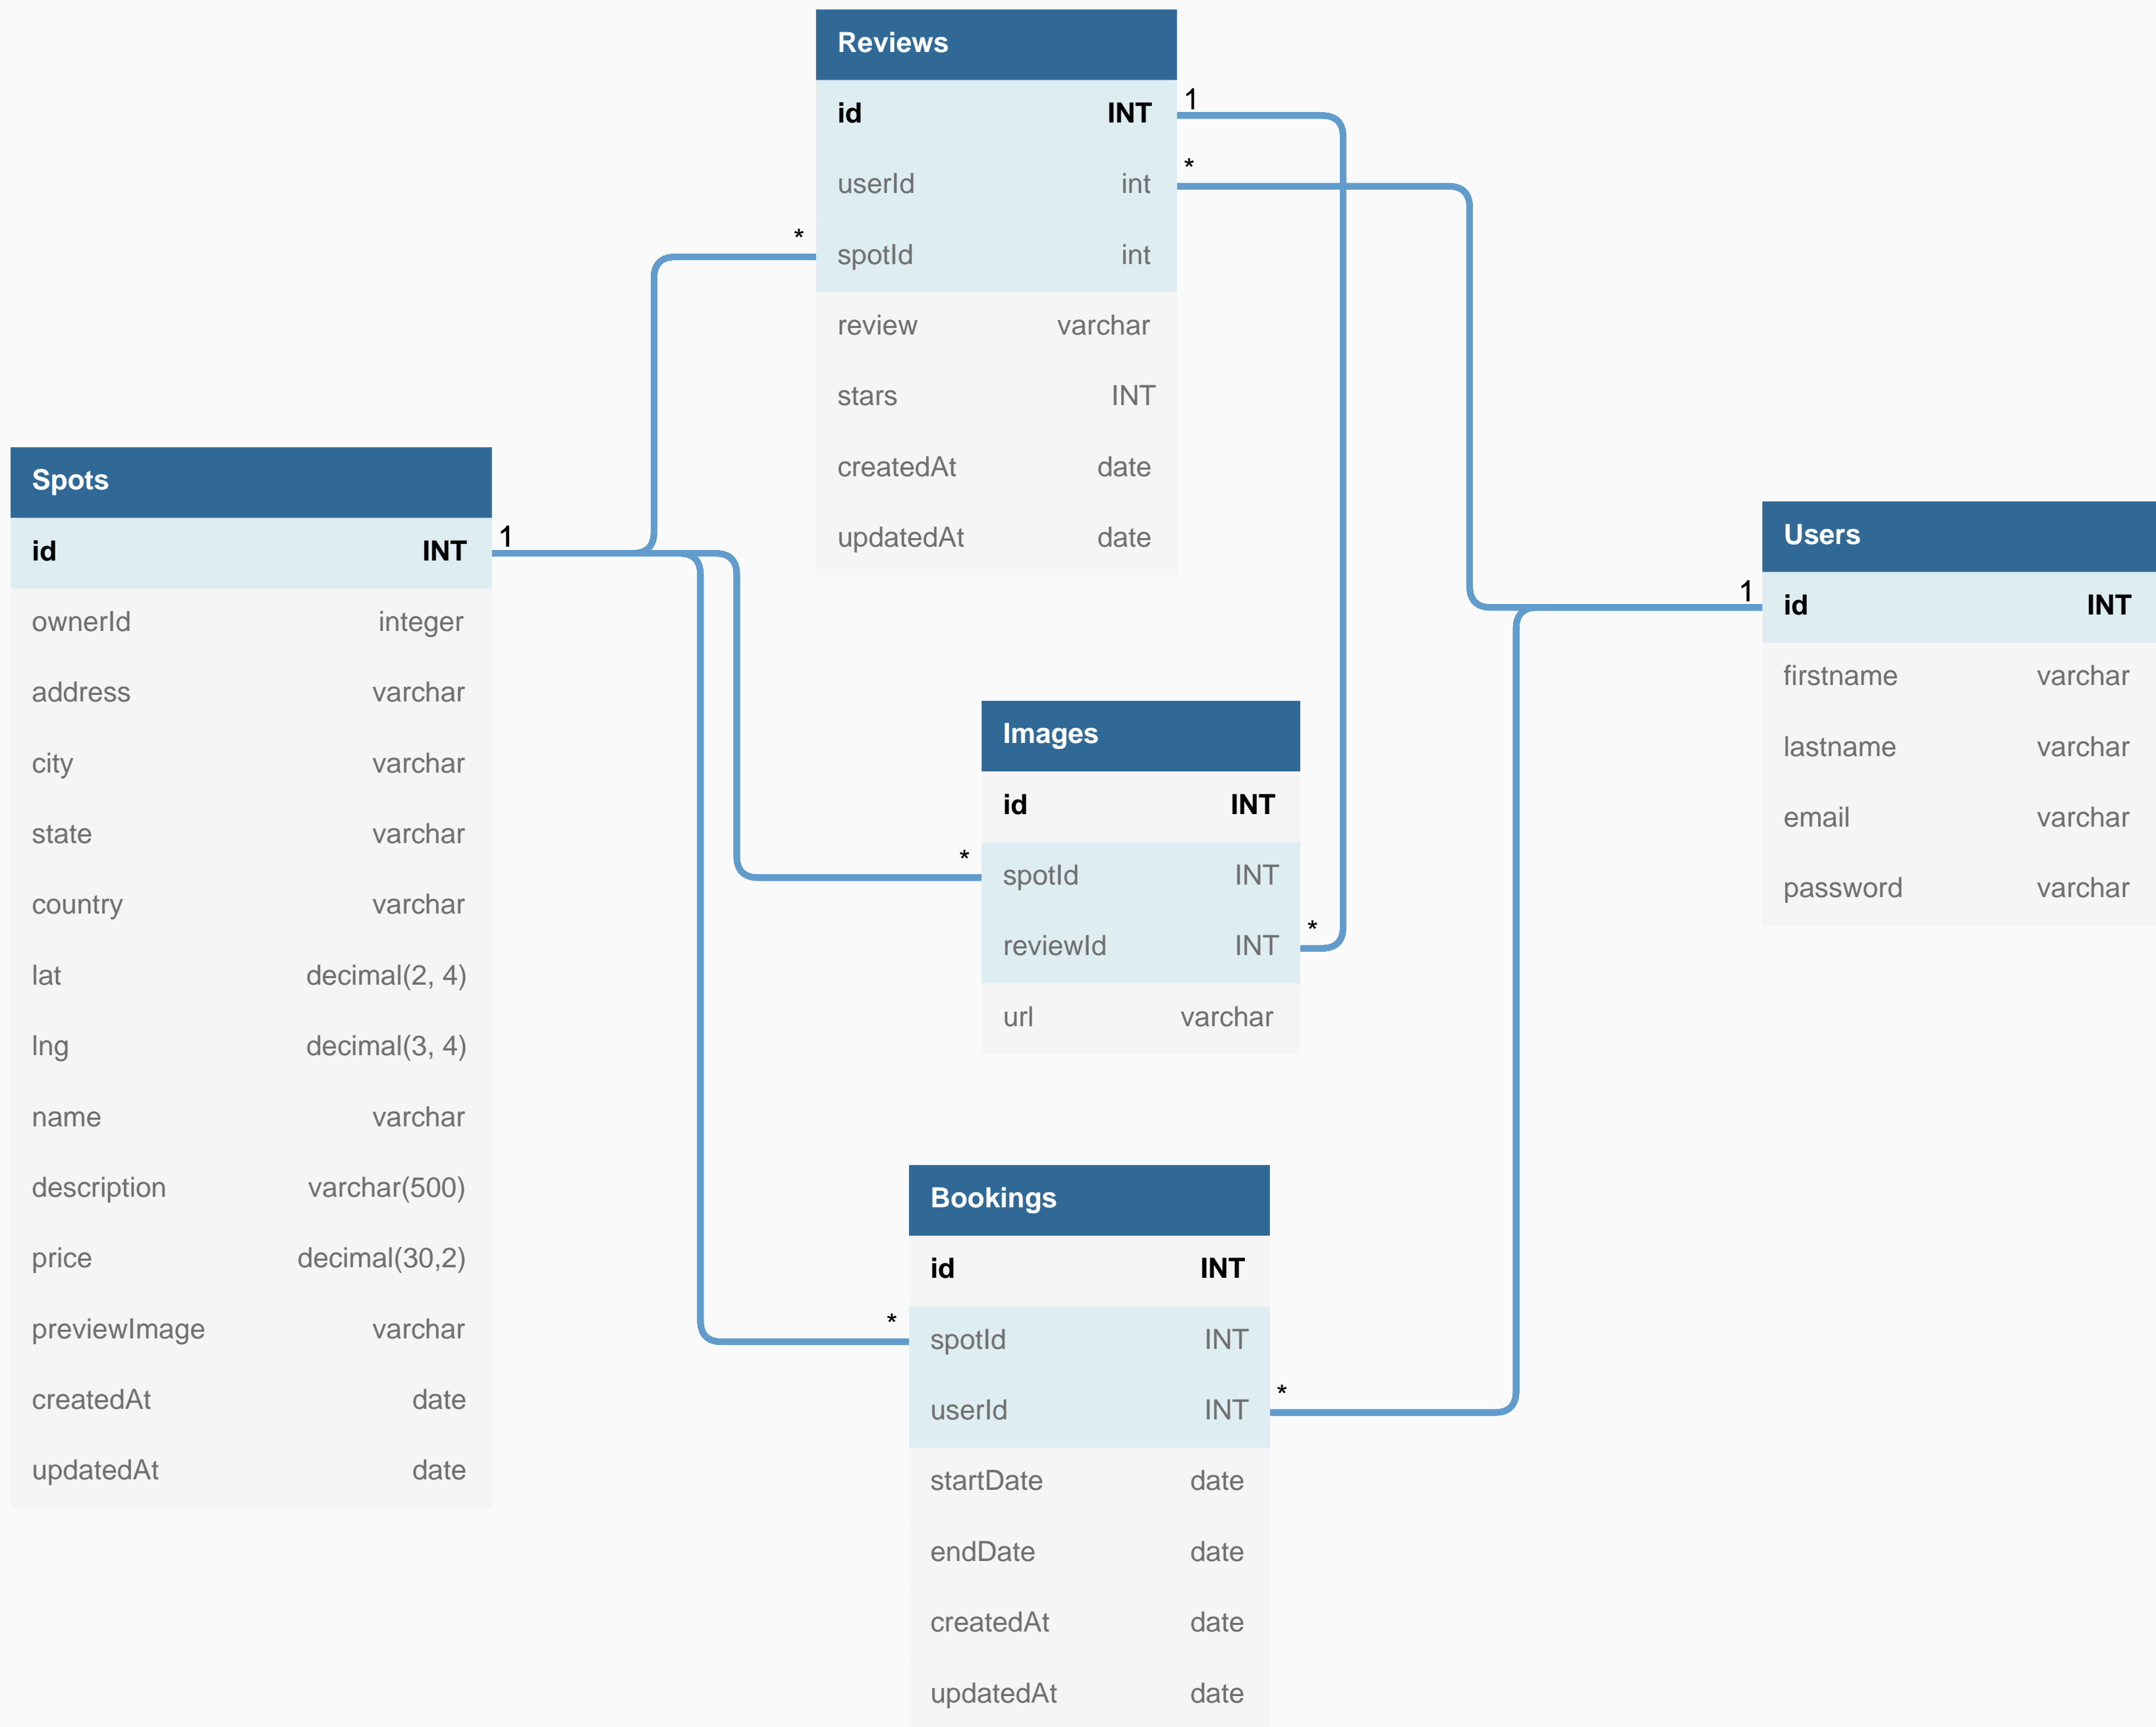 Reviews
id INT
1
userId int
*
spotId int
*
review varchar
stars INT
createdAt date
updatedAt date
Spots
id INT
1
ownerId integer
address varchar
city varchar
state varchar
country varchar
lat decimal(2, 4)
lng decimal(3, 4)
name varchar
description varchar(500)
price decimal(30,2)
previewImage varchar
createdAt date
updatedAt date
Images
id INT
*
spotId INT
reviewId INT
*
url varchar
Users
1
id INT
firstname varchar
lastname varchar
email varchar
password varchar
Bookings
id INT
*
spotId INT
userId INT
*
startDate date
endDate date
createdAt date
updatedAt date